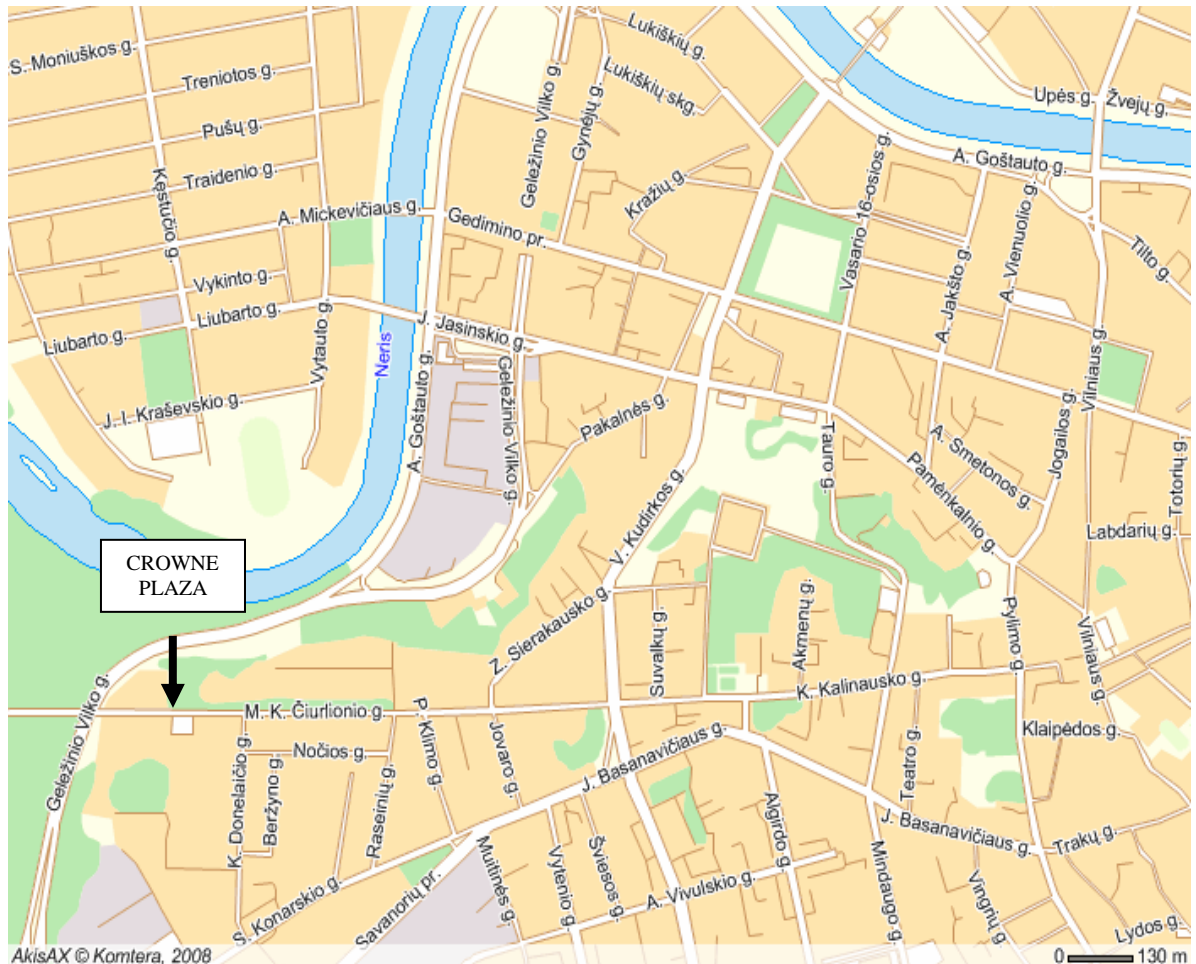 S. Moniuškos g.
Treniotos g.
Pušų g.
Traidenio g.
Kęstučio g.
A. Mickevičiaus g.
Vykinto g.
Liubarto g.
Liubarto g.
Vytauto g.
J. I. Kraševskio g.
Neris
Geležinio Vilko g.
Gynėjų g.
Lukiškių g.
Lukiškių skg.
Kražių g.
Gedimino pr.
J. Jasinskio g.
A. Goštauto g.
Geležinio Vilko g.
Pakalnės g.
Upės g.
Žvejų g.
A. Goštauto g.
Vasario 16-osios g.
A. Jakšto g.
A. Vienuolio g.
Tilto g.
Vilniaus g.
Jogailos g.
A. Smetonos g.
Pamėnkalnio g.
Tauro g.
Totorių g.
Labdarių g.
V. Kudirkos g.
CROWNE
PLAZA
Z. Sierakausko g.
Suvalkų g.
Akmenų g.
Pylimo g.
Vilniaus g.
K. Kalinausko g.
Geležinio Vilko g.
M. K. Čiurlionio g.
Nočios g.
K. Donelaičio g.
Beržyno g.
Raseinių g.
P. Klimo g.
Jovaro g.
J. Basanavičiaus g.
Teatro g.
Klaipėdos g.
J. Basanavičiaus g.
Trakų g.
Algirdo g.
Mindaugo g.
Vingrių g.
Lydos g.
S. Konarskio g.
Savanorių pr.
Muitinės g.
Vytenio g.
Šviesos g.
A. Vivulskio g.
AkisAX © Komtera, 2008
0 130 m